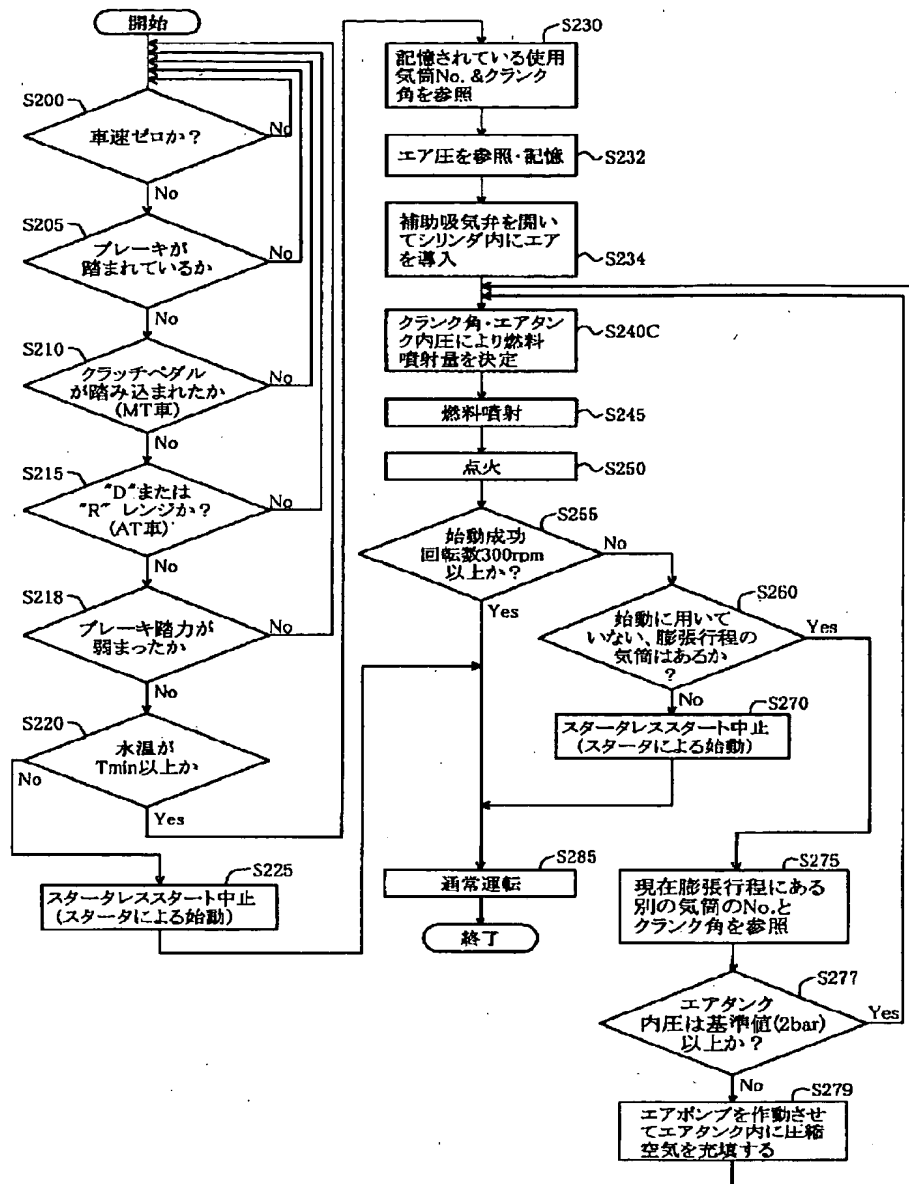 開始
S200
車速ゼロか？
No
No
S205
ブレーキが
踏まれているか
No
No
S210
クラッチペダル
が踏み込まれたか
(MT車)
No
No
S215
"D"または
"R" レンジか？
(AT車)
No
No
S218
ブレーキ踏力が
弱まったか
No
No
S220
水温が
Tmin以上か
No
Yes
S225
スタータレススタート中止
(スタータによる始動)
S230
記憶されている使用
気筒No.&クランク
角を参照
エア圧を参照・記憶
S232
補助吸気弁を開い
てシリンダ内にエア
を導入
S234
クランク角・エアタン
ク内圧により燃料
噴射量を決定
S240C
燃料噴射
S245
点火
S250
S255
始動成功
回転数300rpm
以上か？
No
Yes
S260
始動に用いて
いない、膨張行程の
気筒はあるか
？
Yes
No
S270
スタータレススタート中止
(スタータによる始動)
S285
通常運転
終了
S275
現在膨張行程にある
別の気筒のNo.と
クランク角を参照
S277
エアタンク
内圧は基準値(2bar)
以上か？
Yes
No
S279
エアポンプを作動させ
てエアタンク内に圧縮
空気を充填する